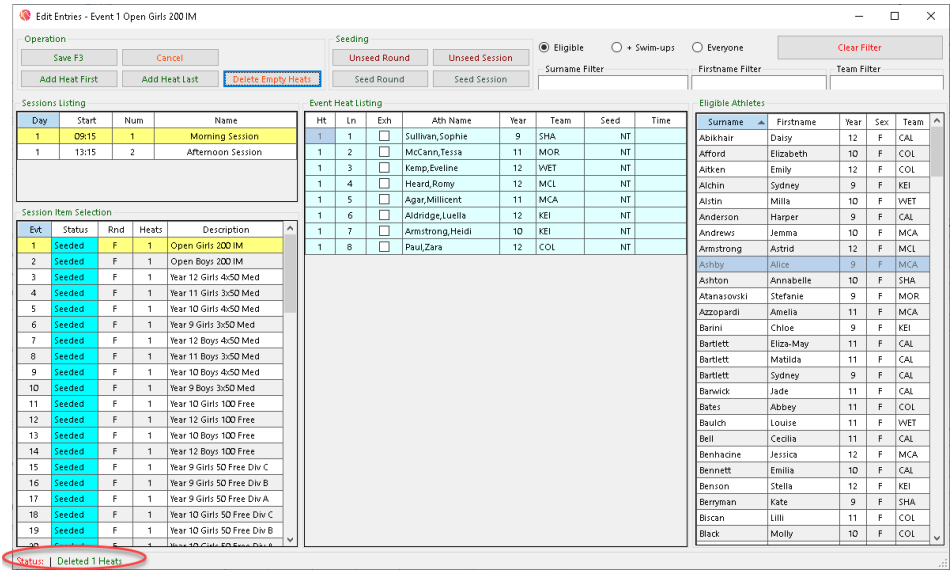 Edit Entries - Event 1 Open Girls 200 IM
Operation
Save F3 Cancel
Add Heat First Add Heat Last Delete Empty Heats
Seeding
Unseed Round Unseed Session
Seed Round Seed Session
Eligible + Swim-ups Everyone Clear Filter
Surname Filter Firstname Filter Team Filter
Sessions Listing
Day Start Num Name
1 09:15 1 Morning Session
1 13:15 2 Afternoon Session
Session Item Selection
Evt Status Rnd Heats Description
1 Seeded F 1 Open Girls 200 IM
2 Seeded F 1 Open Boys 200 IM
3 Seeded F 1 Year 12 Girls 4x50 Med
4 Seeded F 1 Year 11 Girls 3x50 Med
5 Seeded F 1 Year 10 Girls 4x50 Med
6 Seeded F 1 Year 9 Girls 3x50 Med
7 Seeded F 1 Year 12 Boys 4x50 Med
8 Seeded F 1 Year 11 Boys 3x50 Med
9 Seeded F 1 Year 10 Boys 4x50 Med
10 Seeded F 1 Year 9 Boys 3x50 Med
11 Seeded F 1 Year 10 Girls 100 Free
12 Seeded F 1 Year 12 Girls 100 Free
13 Seeded F 1 Year 10 Boys 100 Free
14 Seeded F 1 Year 12 Boys 100 Free
15 Seeded F 1 Year 9 Girls 50 Free Div C
16 Seeded F 1 Year 9 Girls 50 Free Div B
17 Seeded F 1 Year 9 Girls 50 Free Div A
18 Seeded F 1 Year 10 Girls 50 Free Div C
19 Seeded F 1 Year 10 Girls 50 Free Div B
Event Heat Listing
Ht Ln Exh Ath Name Year Team Seed Time
1 1 Sullivan,Sophie 9 SHA NT
1 2 McCann,Tessa 11 MOR NT
1 3 Kemp,Eveline 12 WET NT
1 4 Heard,Romy 12 MCL NT
1 5 Agar,Millicent 11 MCA NT
1 6 Aldridge,Luella 12 KEI NT
1 7 Armstrong,Heidi 10 KEI NT
1 8 Paul,Zara 12 COL NT
Eligible Athletes
Surname Firstname Year Sex Team
Abikhair Daisy 12 F CAL
Afford Elizabeth 10 F COL
Aitken Emily 12 F COL
Alchin Sydney 9 F KEI
Alstin Milla 10 F WET
Anderson Harper 9 F CAL
Andrews Jemma 10 F MCA
Armstrong Astrid 12 F MCL
Ashby Alice 9 F MCA
Ashton Annabelle 10 F SHA
Atanasovski Stefanie 9 F MOR
Azzopardi Amelia 11 F MCA
Barini Chloe 9 F KEI
Bartlett Eliza-May 11 F CAL
Bartlett Matilda 11 F CAL
Bartlett Sydney 9 F CAL
Barwick Jade 11 F CAL
Bates Abbey 11 F COL
Baulch Louise 11 F WET
Bell Cecilia 11 F CAL
Benhacine Jessica 12 F MCA
Bennett Emilia 10 F CAL
Benson Stella 12 F KEI
Berryman Kate 9 F SHA
Biscan Lilli 11 F COL
Black Molly 10 F COL
Status: | Deleted 1 Heats